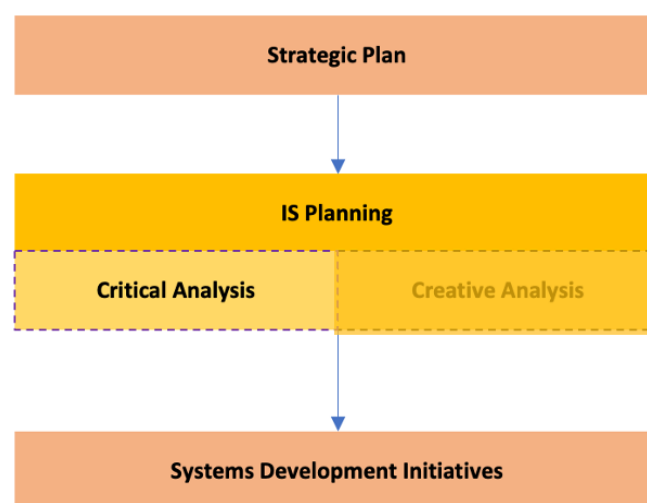 Strategic Plan
IS Planning
Critical Analysis
Creative Analysis
Systems Development Initiatives